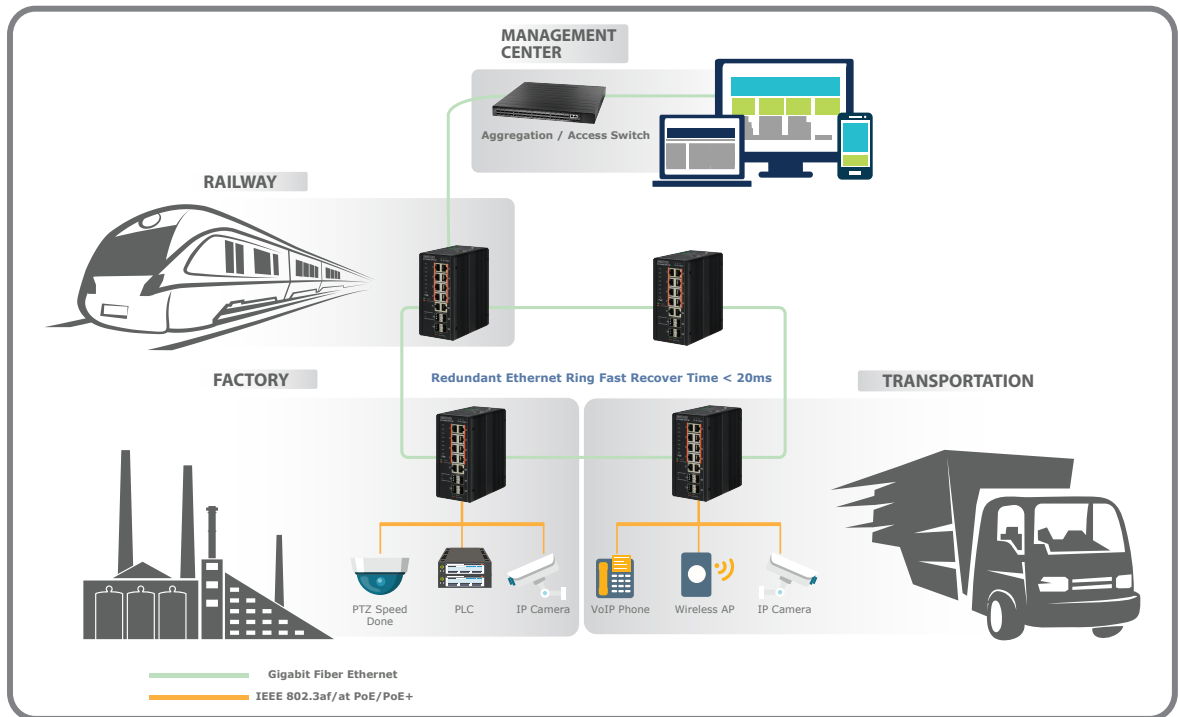 MANAGEMENT
CENTER
Aggregation / Access Switch
RAILWAY
FACTORY
Redundant Ethernet Ring Fast Recover Time < 20ms
TRANSPORTATION
PTZ Speed
Done
PLC
IP Camera
VoIP Phone
Wireless AP
IP Camera
Gigabit Fiber Ethernet
IEEE 802.3af/at PoE/PoE+